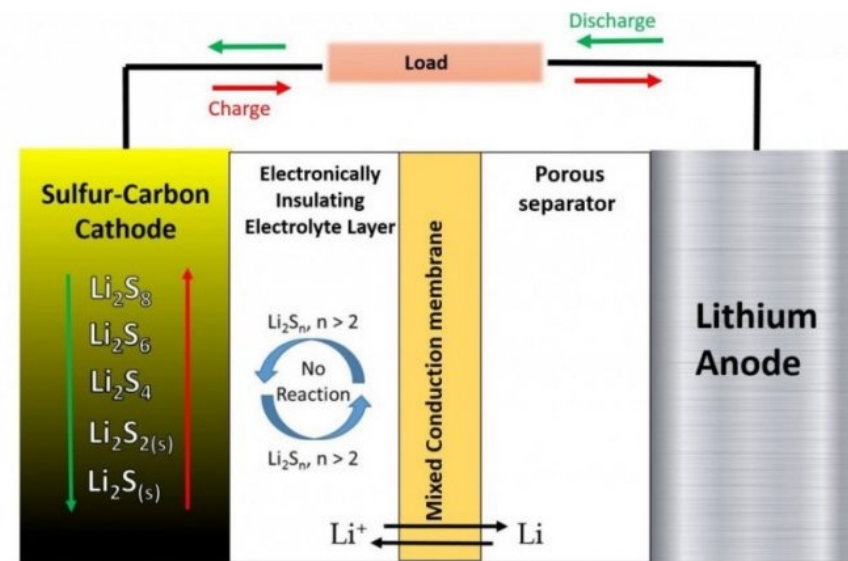 Discharge
Load
Charge
Sulfur-Carbon
Cathode
Li₂S₈
Li₂S₆
Li₂S₄
Li₂S₂₍ₛ₎
Li₂S₍ₛ₎
Electronically
Insulating
Electrolyte Layer
Li₂Sₙ, n > 2
No
Reaction
Li₂Sₙ, n > 2
Mixed Conduction membrane
Li⁺
Li
Porous
separator
Lithium
Anode